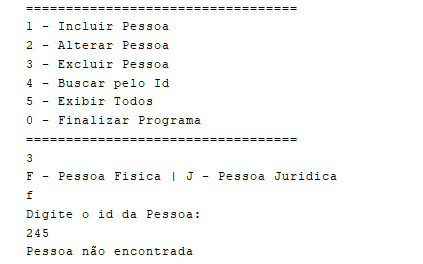 ==================================
1 - Incluir Pessoa
2 - Alterar Pessoa
3 - Excluir Pessoa
4 - Buscar pelo Id
5 - Exibir Todos
0 - Finalizar Programa
==================================
3
F - Pessoa Fisica | J - Pessoa Juridica
f
Digite o id da Pessoa:
245
Pessoa não encontrada